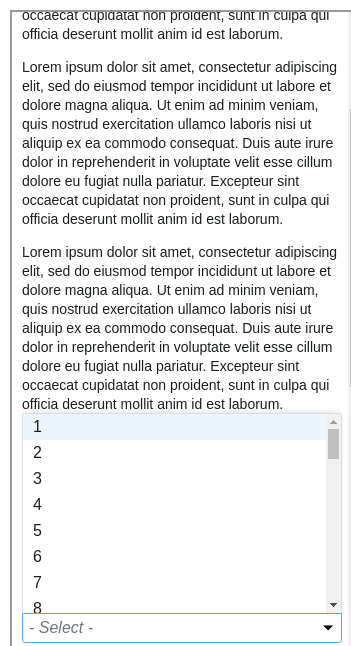 occaecat cupidatat non proident, sunt in culpa qui
officia deserunt mollit anim id est laborum.
Lorem ipsum dolor sit amet, consectetur adipiscing
elit, sed do eiusmod tempor incididunt ut labore et
dolore magna aliqua. Ut enim ad minim veniam,
quis nostrud exercitation ullamco laboris nisi ut
aliquip ex ea commodo consequat. Duis aute irure
dolor in reprehenderit in voluptate velit esse cillum
dolore eu fugiat nulla pariatur. Excepteur sint
occaecat cupidatat non proident, sunt in culpa qui
officia deserunt mollit anim id est laborum.
Lorem ipsum dolor sit amet, consectetur adipiscing
elit, sed do eiusmod tempor incididunt ut labore et
dolore magna aliqua. Ut enim ad minim veniam,
quis nostrud exercitation ullamco laboris nisi ut
aliquip ex ea commodo consequat. Duis aute irure
dolor in reprehenderit in voluptate velit esse cillum
dolore eu fugiat nulla pariatur. Excepteur sint
occaecat cupidatat non proident, sunt in culpa qui
officia deserunt mollit anim id est laborum.
1
2
3
4
5
6
7
8
- Select -